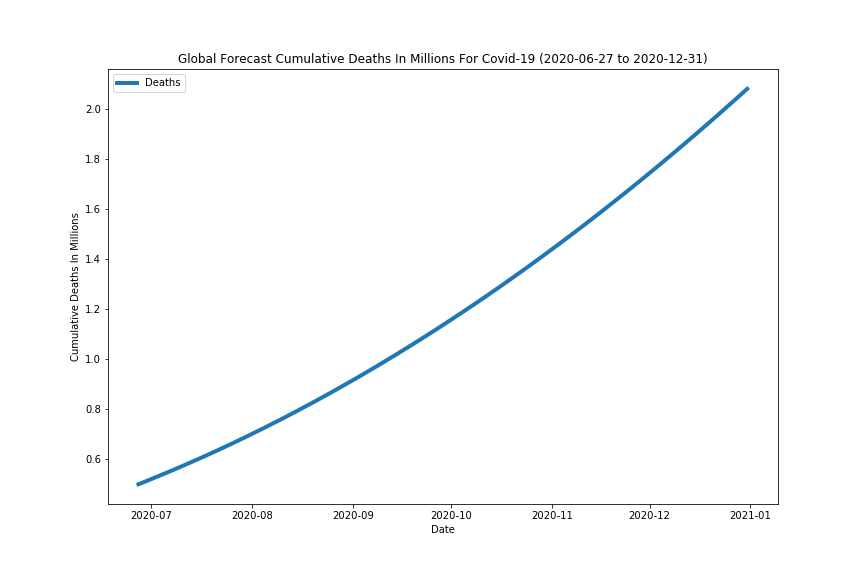 Global Forecast Cumulative Deaths In Millions For Covid-19 (2020-06-27 to 2020-12-31)
Deaths
Cumulative Deaths In Millions
2.0
1.8
1.6
1.4
1.2
1.0
0.8
0.6
2020-07 2020-08 2020-09 2020-10 2020-11 2020-12 2021-01
Date